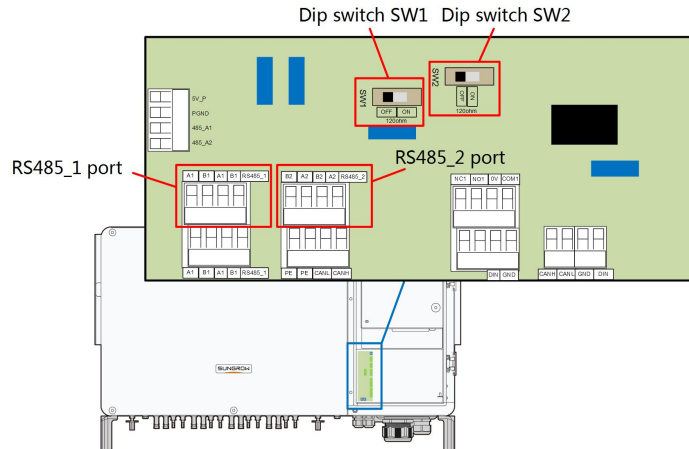 Dip switch SW1 Dip switch SW2
SW1
OFF ON
120ohm
SW2
OFF ON
120ohm
5V_P
PGND
485_A1
485_A2
RS485_1 port
RS485_2 port
A1 B1 A1 B1 RS485_1
B2 A2 B2 A2 RS485_2
NC1 NO1 0V COM1
A1 B1 A1 B1 RS485_1
PE PE CANL CANH
DIN GND
CANH CANL GND DIN
SUNGROW